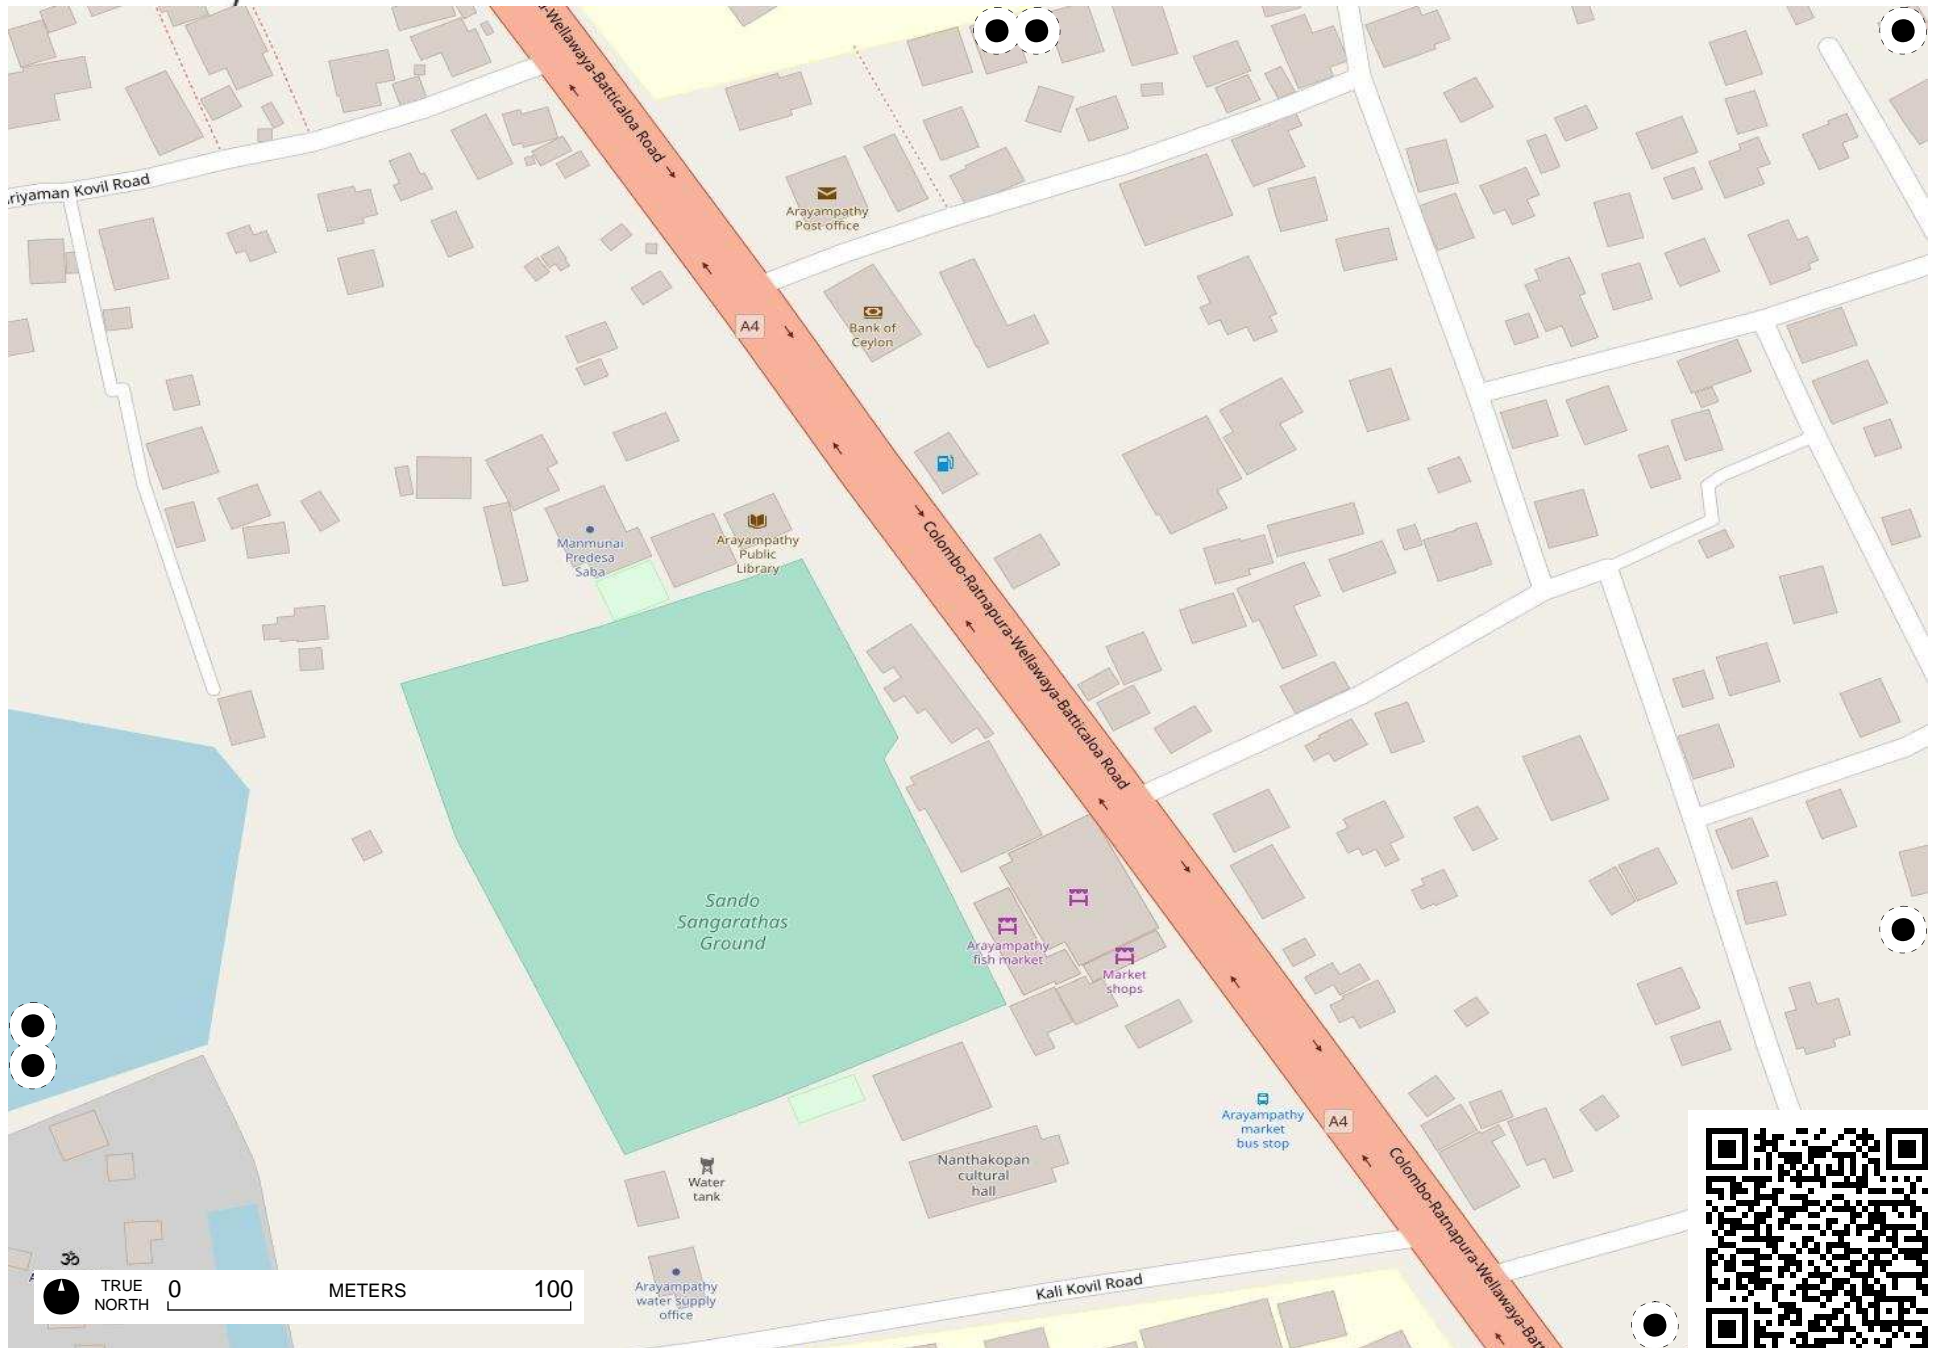 Wellawaya-Batticaloa Road
riyaman Kovil Road
Arayampathy
Post office
A4
Bank of
Ceylon
Manmunai
Predesa
Saba
Arayampathy
Public
Library
Colombo-Ratnapura-Wellawaya-Batticaloa Road
Sando
Sangarathas
Ground
Arayampathy
fish market
Market
shops
Arayampathy
market
bus stop
A4
Nanthakopan
cultural
hall
Water
tank
Colombo-Ratnapura-Wellawaya-Batt
ॐ
Arayampathy
water supply
office
Kali Kovil Road
TRUE
NORTH
0 METERS 100